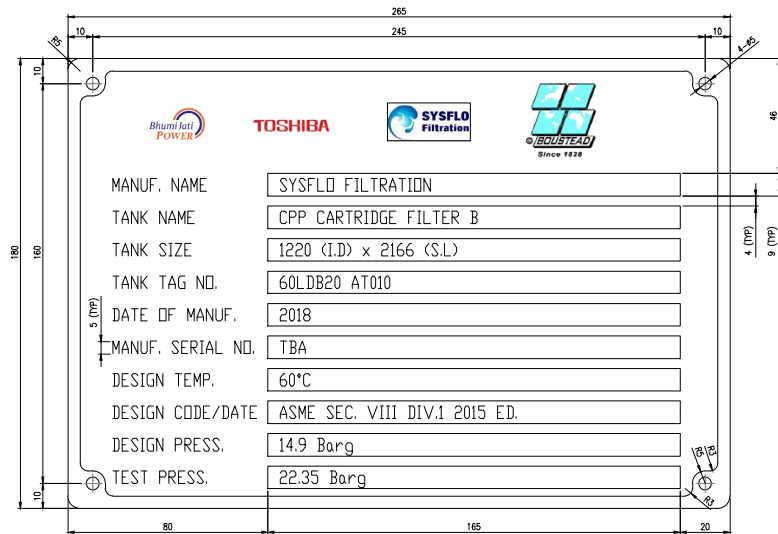 265
10 245 10
R5 4-Ø5
10
BhumiJati
POWER
TOSHIBA
SYSFLO
Filtration
© BOUSTEAD
Since 1828
46
MANUF. NAME SYSFLO FILTRATION
TANK NAME CPP CARTRIDGE FILTER B
TANK SIZE 1220 (I.D) x 2166 (S.L)
TANK TAG NO. 60LDB20 AT010
DATE OF MANUF. 2018
MANUF. SERIAL NO. TBA
DESIGN TEMP. 60°C
DESIGN CODE/DATE ASME SEC. VIII DIV.1 2015 ED.
DESIGN PRESS. 14.9 Barg
TEST PRESS. 22.35 Barg
180
160
5 (TYP)
4 (TYP)
9 (TYP)
R5
R3
R3
10
80 165 20